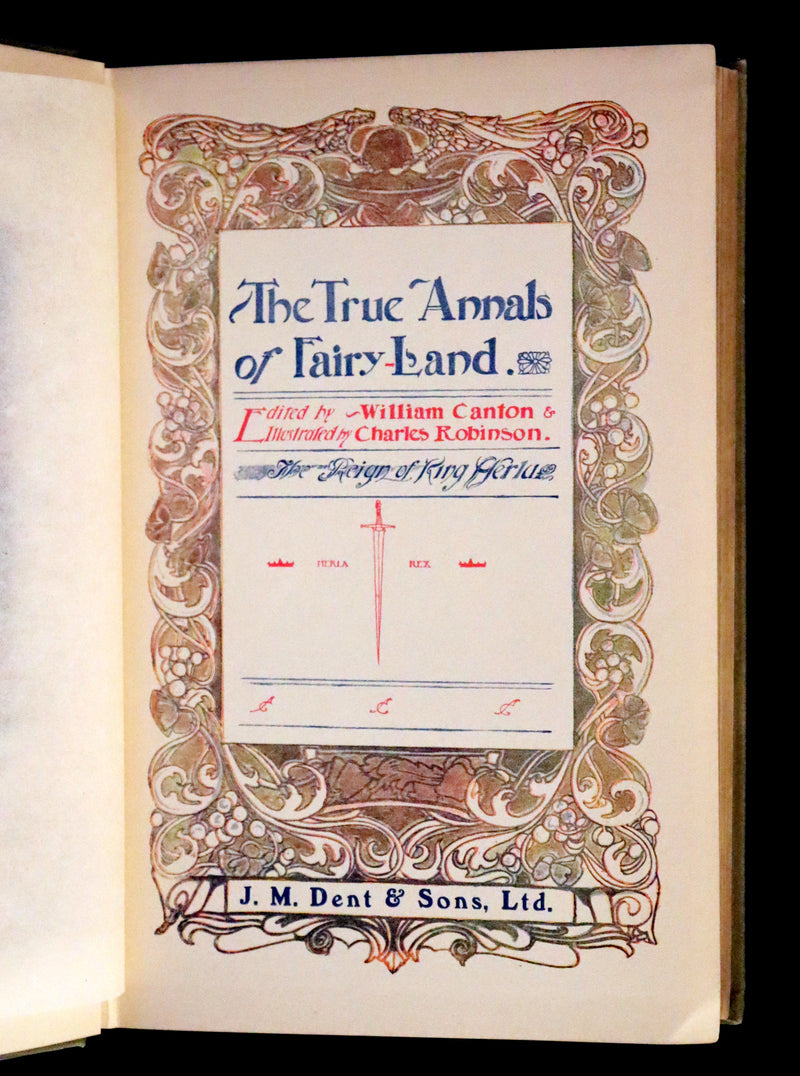 The True Annals
of Fairy-Land.
Edited by William Canton &
Illustrated by Charles Robinson.
The Reign of King Herla
HERLA REX
J. M. Dent & Sons, Ltd.